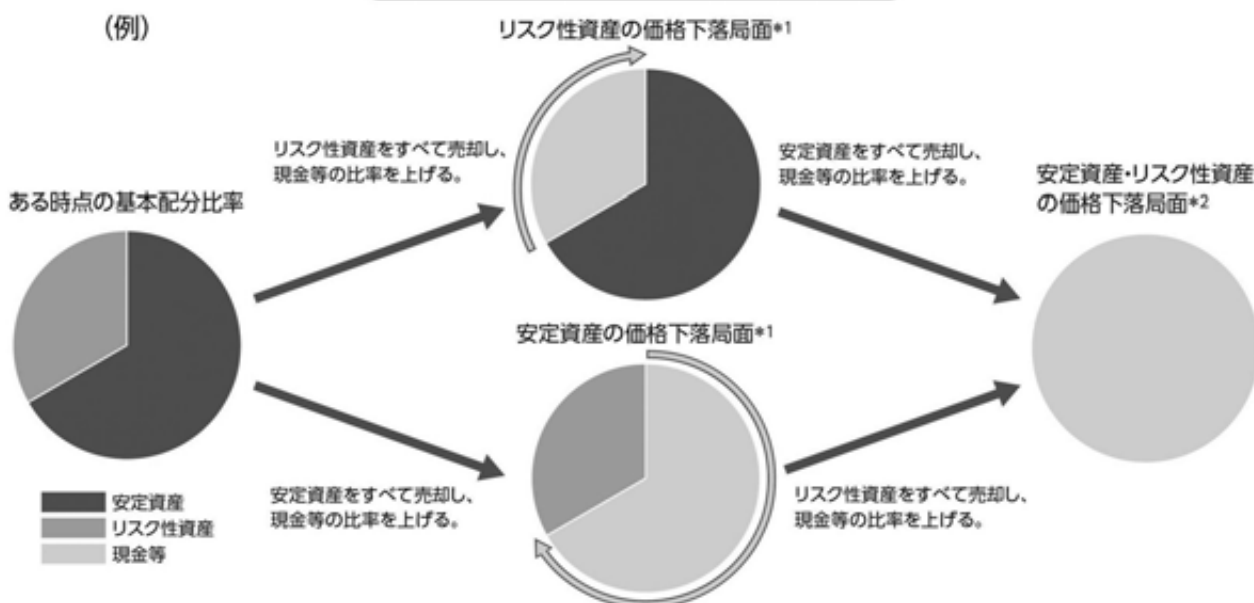 (例)
リスク性資産の価格下落局面*1
リスク性資産をすべて売却し、
現金等の比率を上げる。
安定資産をすべて売却し、
現金等の比率を上げる。
安定資産・リスク性資産
の価格下落局面*2
ある時点の基本配分比率
安定資産の価格下落局面*1
安定資産をすべて売却し、
現金等の比率を上げる。
リスク性資産をすべて売却し、
現金等の比率を上げる。
安定資産
リスク性資産
現金等